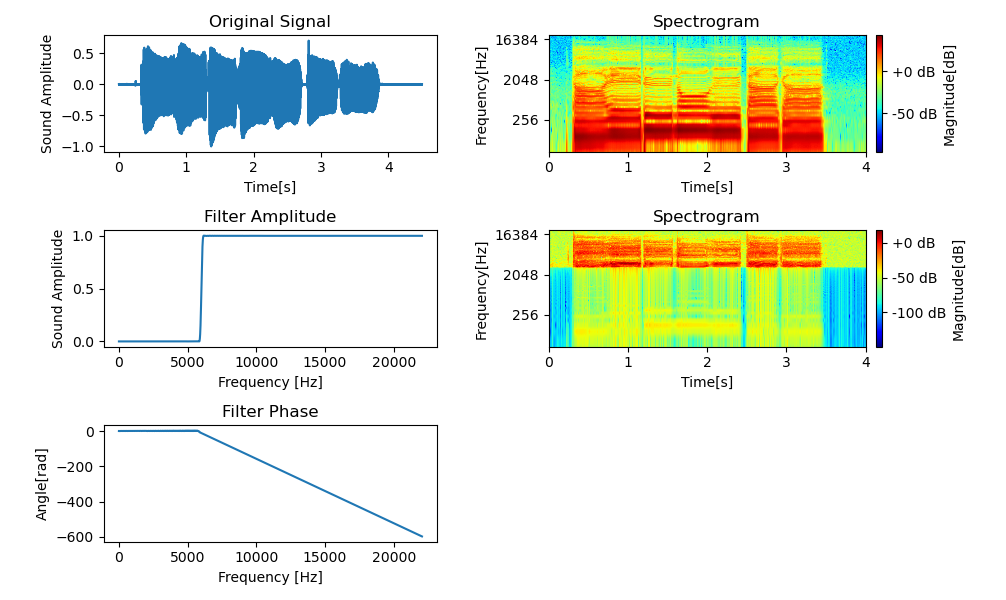 Original Signal
Sound Amplitude
0.5
0.0
−0.5
−1.0
0 1 2 3 4
Time[s]
Spectrogram
Frequency[Hz]
16384
2048
256
0 1 2 3 4
Time[s]
+0 dB
-50 dB
Magnitude[dB]
Filter Amplitude
Sound Amplitude
1.0
0.5
0.0
0 5000 10000 15000 20000
Frequency [Hz]
Spectrogram
Frequency[Hz]
16384
2048
256
0 1 2 3 4
Time[s]
+0 dB
-50 dB
-100 dB
Magnitude[dB]
Filter Phase
Angle[rad]
0
−200
−400
−600
0 5000 10000 15000 20000
Frequency [Hz]